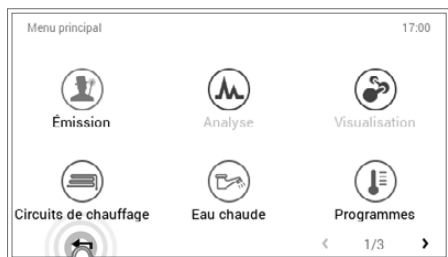 Menu principal 17:00
Émission Analyse Visualisation
Circuits de chauffage Eau chaude Programmes
1/3